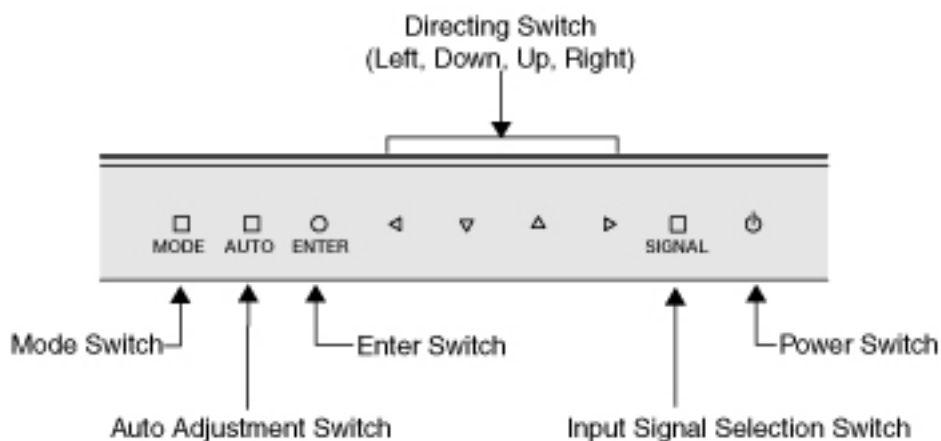 Directing Switch
(Left, Down, Up, Right)
MODE AUTO ENTER SIGNAL
Mode Switch Enter Switch Power Switch
Auto Adjustment Switch Input Signal Selection Switch